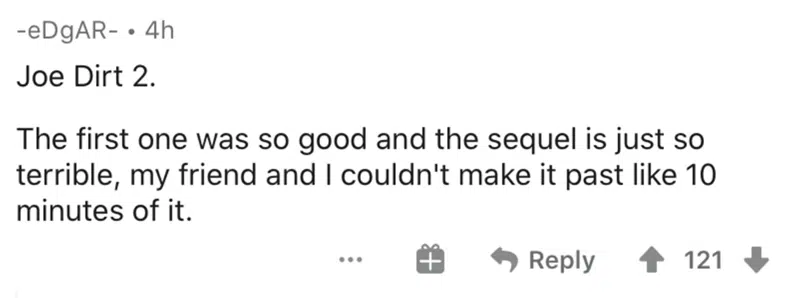 -eDgAR- • 4h
Joe Dirt 2.
The first one was so good and the sequel is just so
terrible, my friend and I couldn't make it past like 10
minutes of it.
... Reply 121